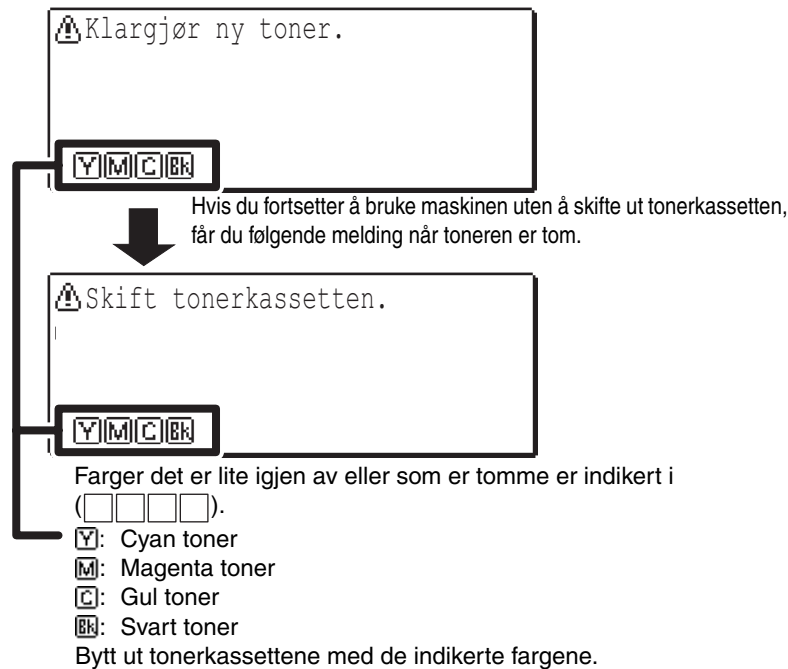 Klargjør ny toner.
Y M C Bk
Hvis du fortsetter å bruke maskinen uten å skifte ut tonerkassetten,
får du følgende melding når toneren er tom.
Skift tonerkassetten.
Y M C Bk
Farger det er lite igjen av eller som er tomme er indikert i
(□□□□).
Y: Cyan toner
M: Magenta toner
C: Gul toner
Bk: Svart toner
Bytt ut tonerkassettene med de indikerte fargene.